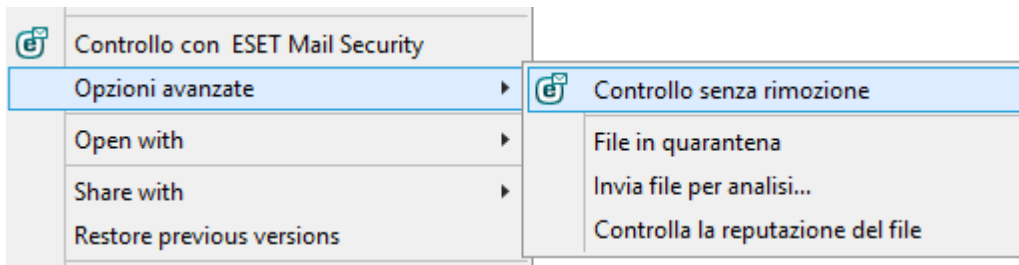 Controllo con  ESET Mail Security
Opzioni avanzate
Controllo senza rimozione
Open with
File in quarantena
Share with
Invia file per analisi...
Restore previous versions
Controlla la reputazione del file